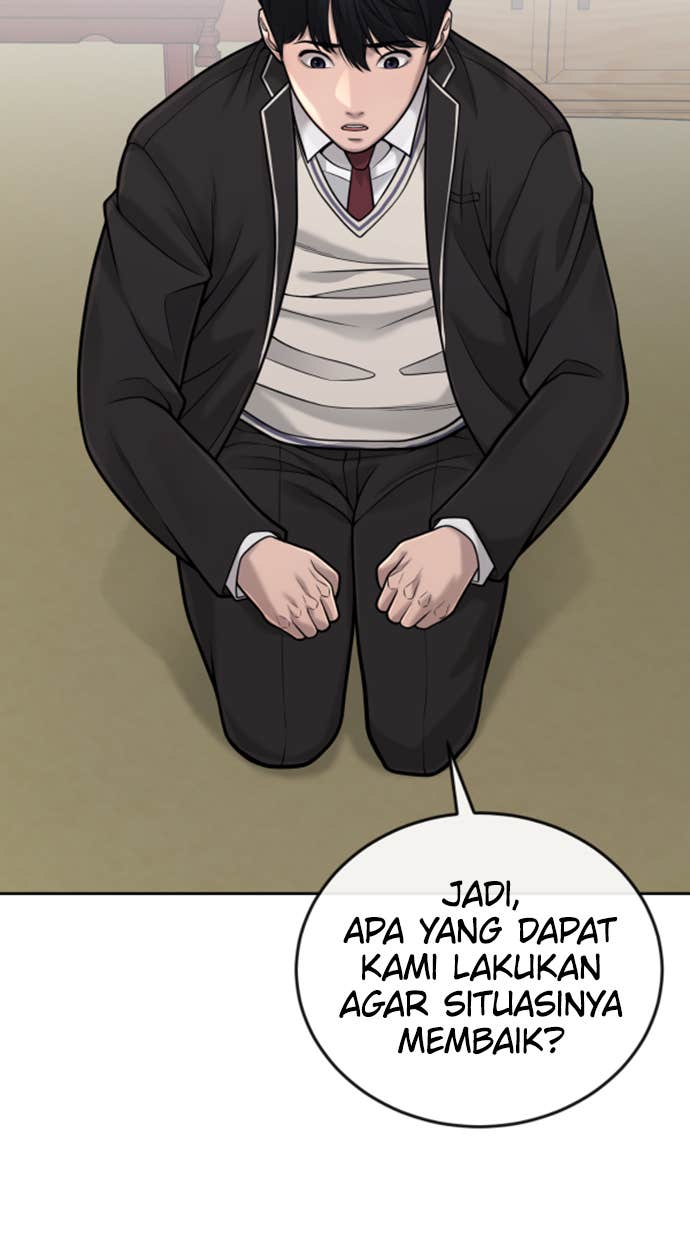 JADI,
APA YANG DAPAT
KAMI LAKUKAN
AGAR SITUASINYA
MEMBAIK?